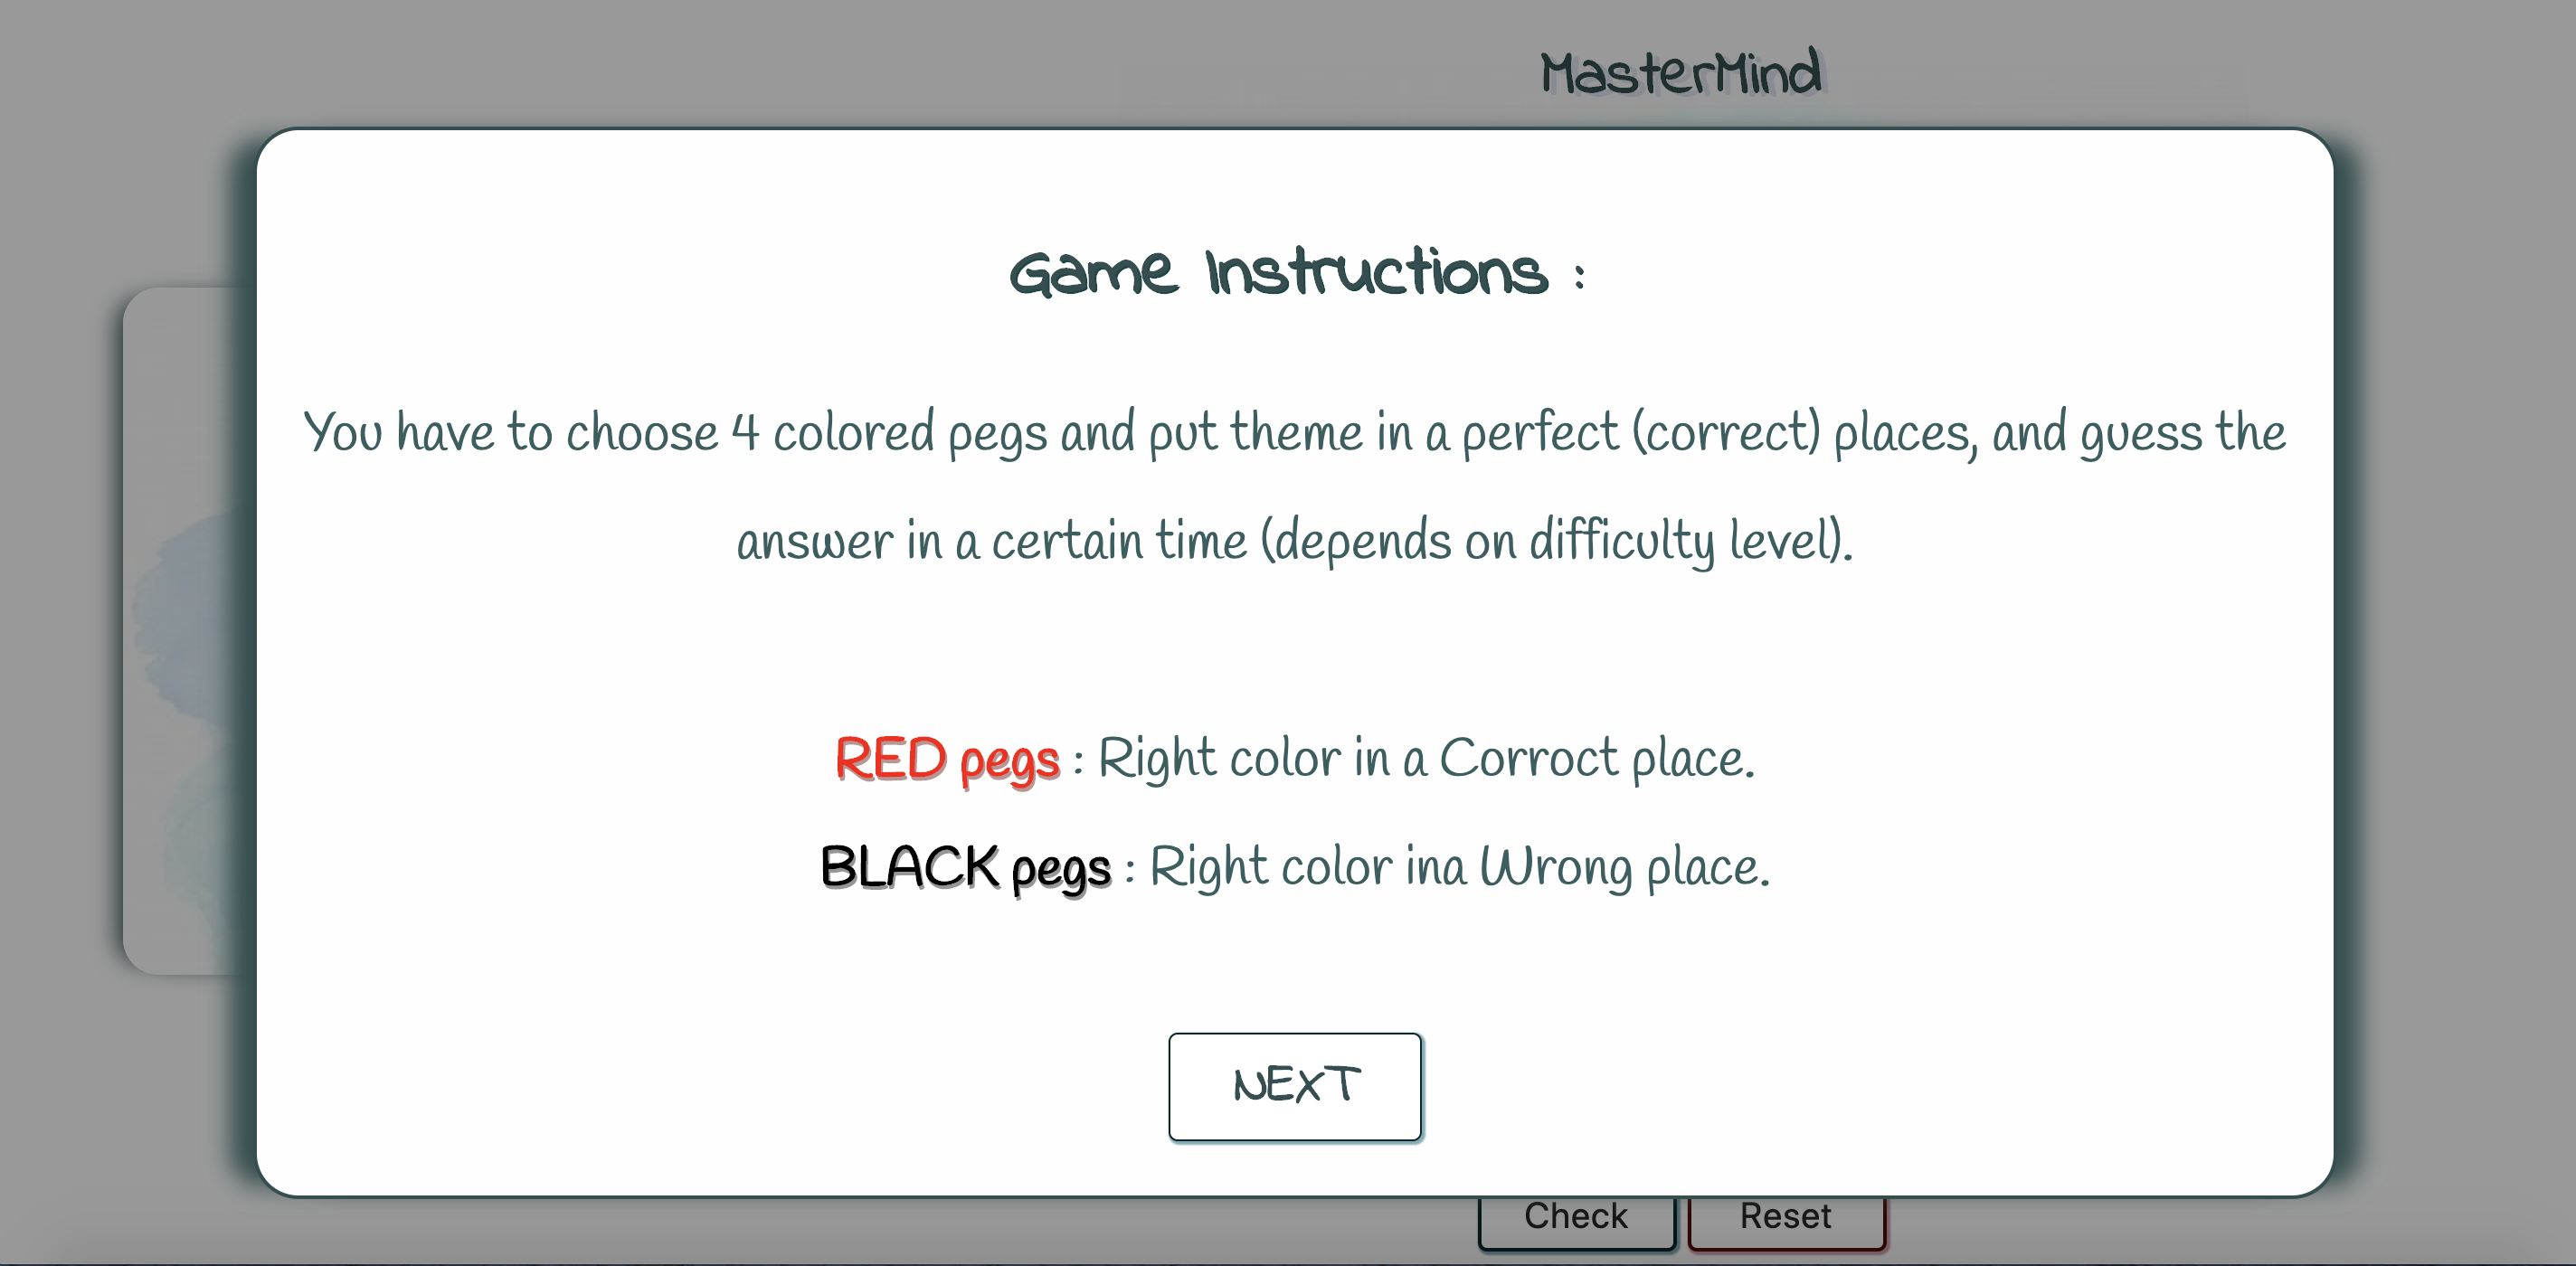 MasterMind
Game Instructions :
You have to choose 4 colored pegs and put theme in a perfect (correct) places, and guess the
answer in a certain time (depends on difficulty level).
RED pegs : Right color in a Corroct place.
BLACK pegs : Right color ina Wrong place.
NEXT
Check Reset